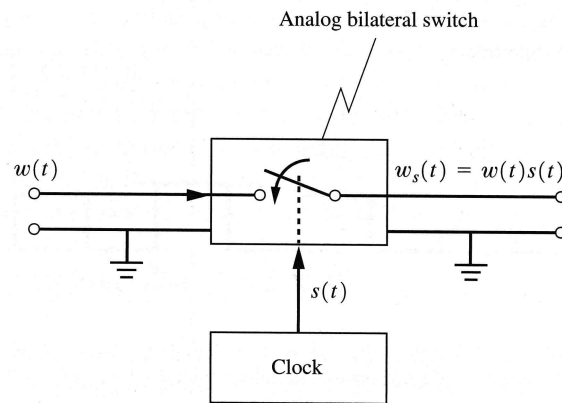 Analog bilateral switch
w(t)
w_s(t) = w(t)s(t)
s(t)
Clock